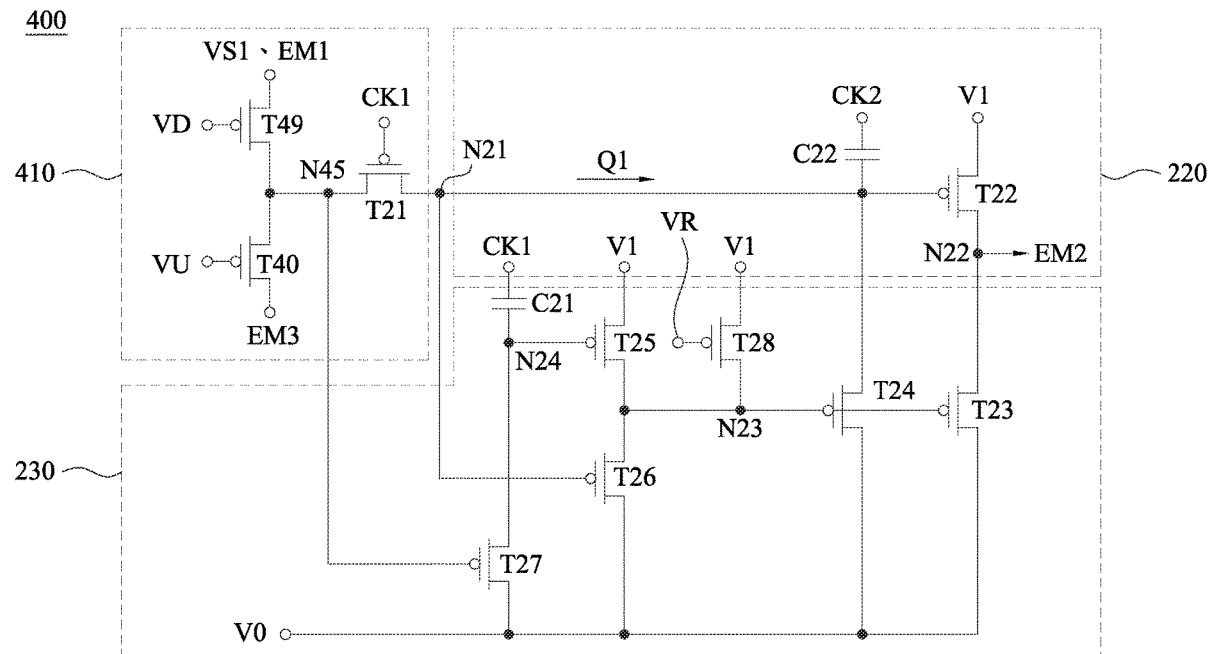 400
VS1、EM1
VD
T49
CK1
N45
N21
T21
410
VU
T40
EM3
Q1
CK2
V1
C22
T22
220
N22
EM2
VR
CK1
V1
V1
C21
N24
T25
T28
T24
T23
N23
230
T26
T27
V0